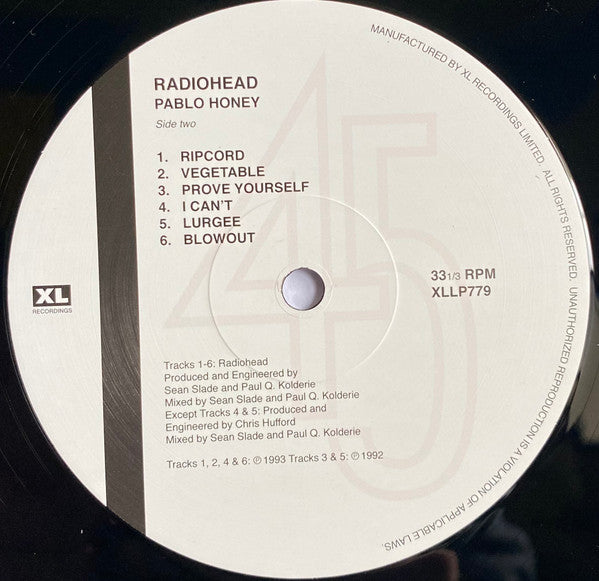 RADIOHEAD
PABLO HONEY
Side two
1. RIPCORD
2. VEGETABLE
3. PROVE YOURSELF
4. I CAN'T
5. LURGEE
6. BLOWOUT
45
XL
RECORDINGS
33 1/3 RPM
XLLP779
Tracks 1-6: Radiohead
Produced and Engineered by
Sean Slade and Paul Q. Kolderie
Mixed by Sean Slade and Paul Q. Kolderie
Except Tracks 4 & 5: Produced and
Engineered by Chris Hufford
Mixed by Sean Slade and Paul Q. Kolderie
Tracks 1, 2, 4 & 6: ℗ 1993 Tracks 3 & 5: ℗ 1992
MANUFACTURED BY XL RECORDINGS LIMITED. ALL RIGHTS RESERVED. UNAUTHORIZED REPRODUCTION IS A VIOLATION OF APPLICABLE LAWS.